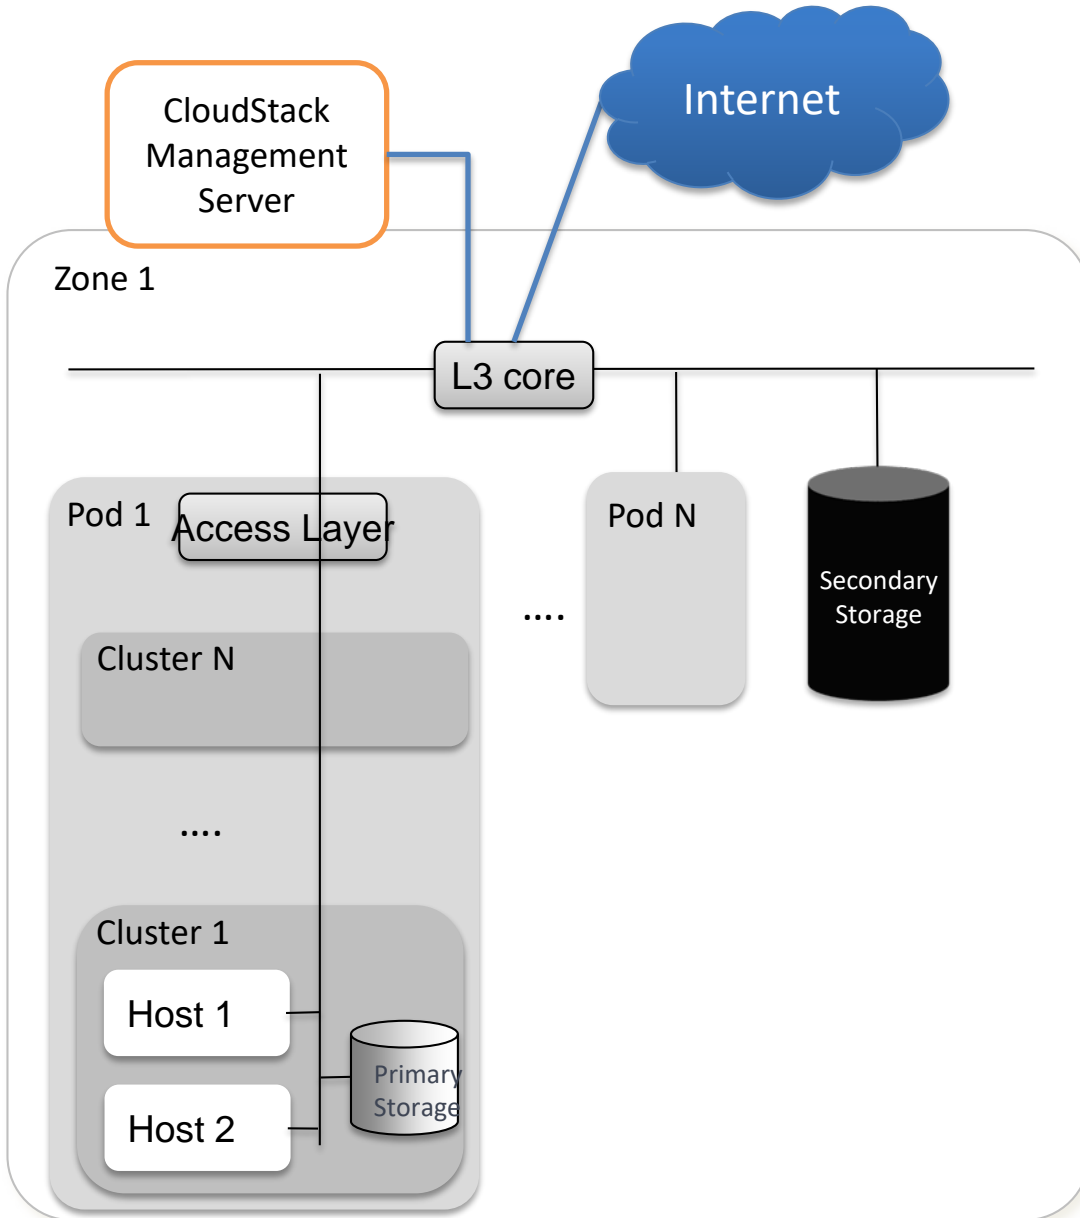 CloudStack
Management
Server
Internet
Zone 1
L3 core
Pod 1
Access Layer
Pod N
Secondary
Storage
....
Cluster N
....
Cluster 1
Host 1
Primary
Storage
Host 2